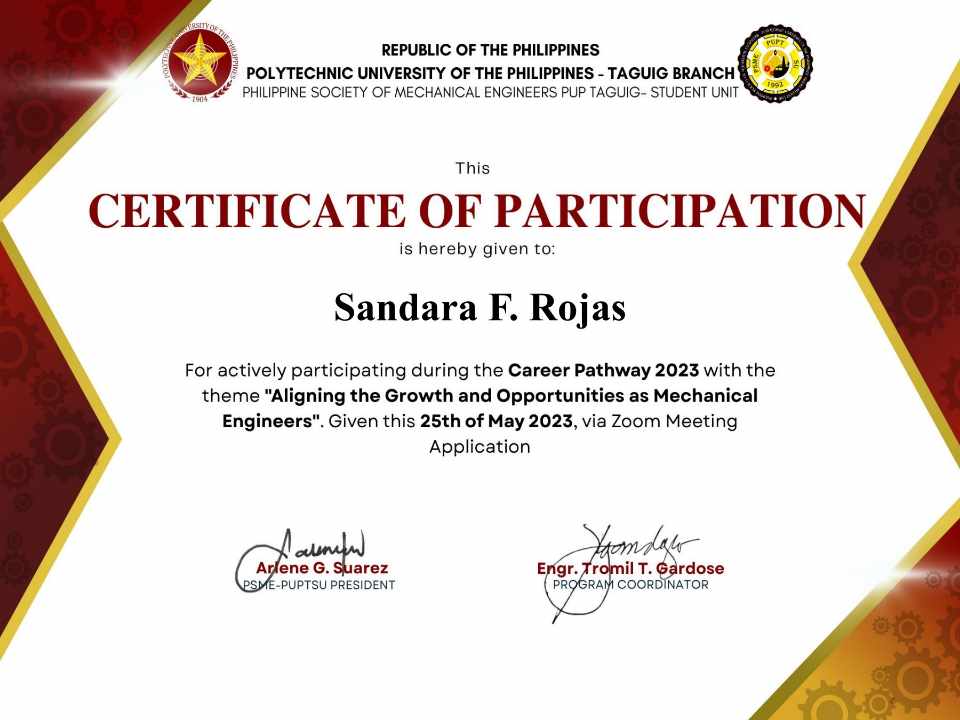 REPUBLIC OF THE PHILIPPINES
POLYTECHNIC UNIVERSITY OF THE PHILIPPINES - TAGUIG BRANCH
PHILIPPINE SOCIETY OF MECHANICAL ENGINEERS PUP TAGUIG– STUDENT UNIT
POLYTECHNIC UNIVERSITY OF THE PHILIPPINES
1904
PSME PUPT SU
1992
This
CERTIFICATE OF PARTICIPATION
is hereby given to:
Sandara F. Rojas
For actively participating during the Career Pathway 2023 with the
theme "Aligning the Growth and Opportunities as Mechanical
Engineers". Given this 25th of May 2023, via Zoom Meeting
Application
Arlene G. Suarez
PSME-PUPTSU PRESIDENT
Engr. Tromil T. Gardose
PROGRAM COORDINATOR